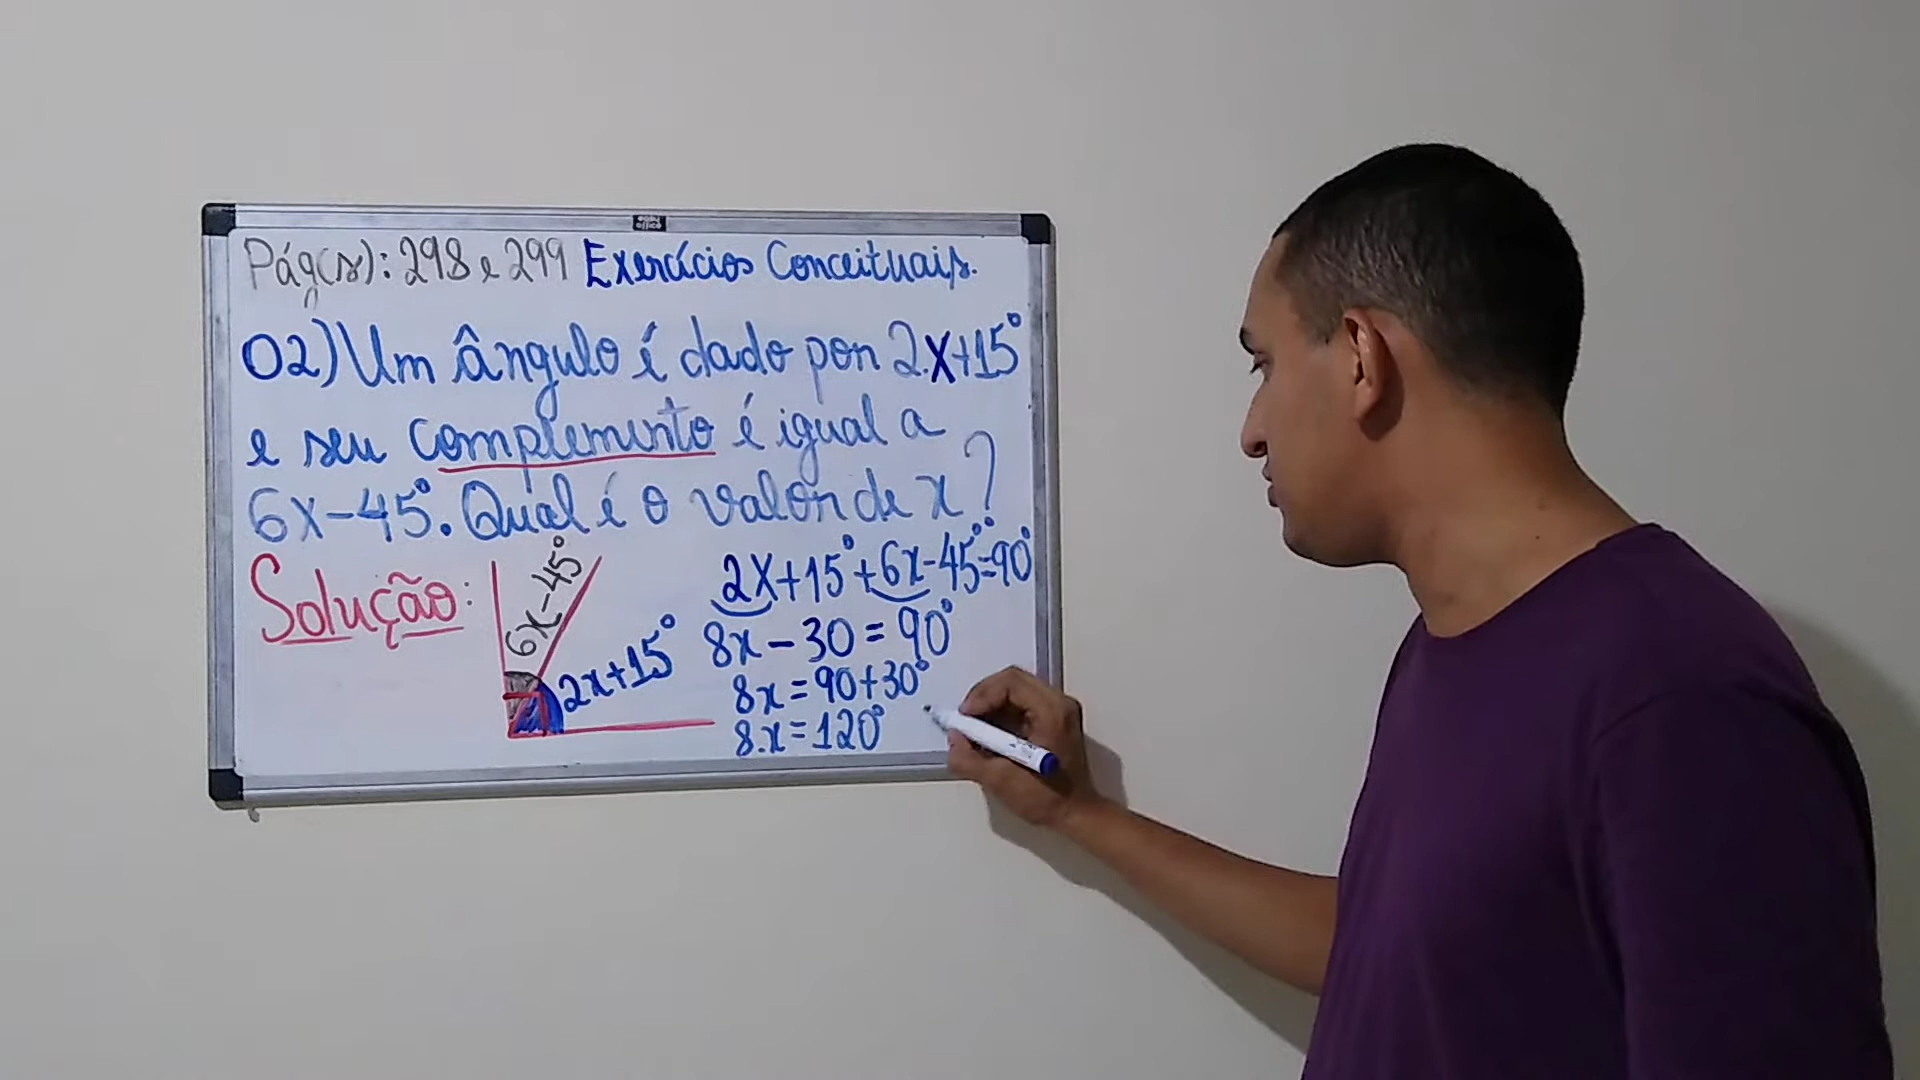 Pág(s): 298 e 299 Exercícios Conceituais.
02) Um ângulo é dado por 2.x+15°
e seu complemento é igual a
6x-45°. Qual é o valor de x?
Solução:
6x-45°
2x+15°
2x+15°+6x-45°=90°
8x-30=90°
8x=90+30°
8.x=120°